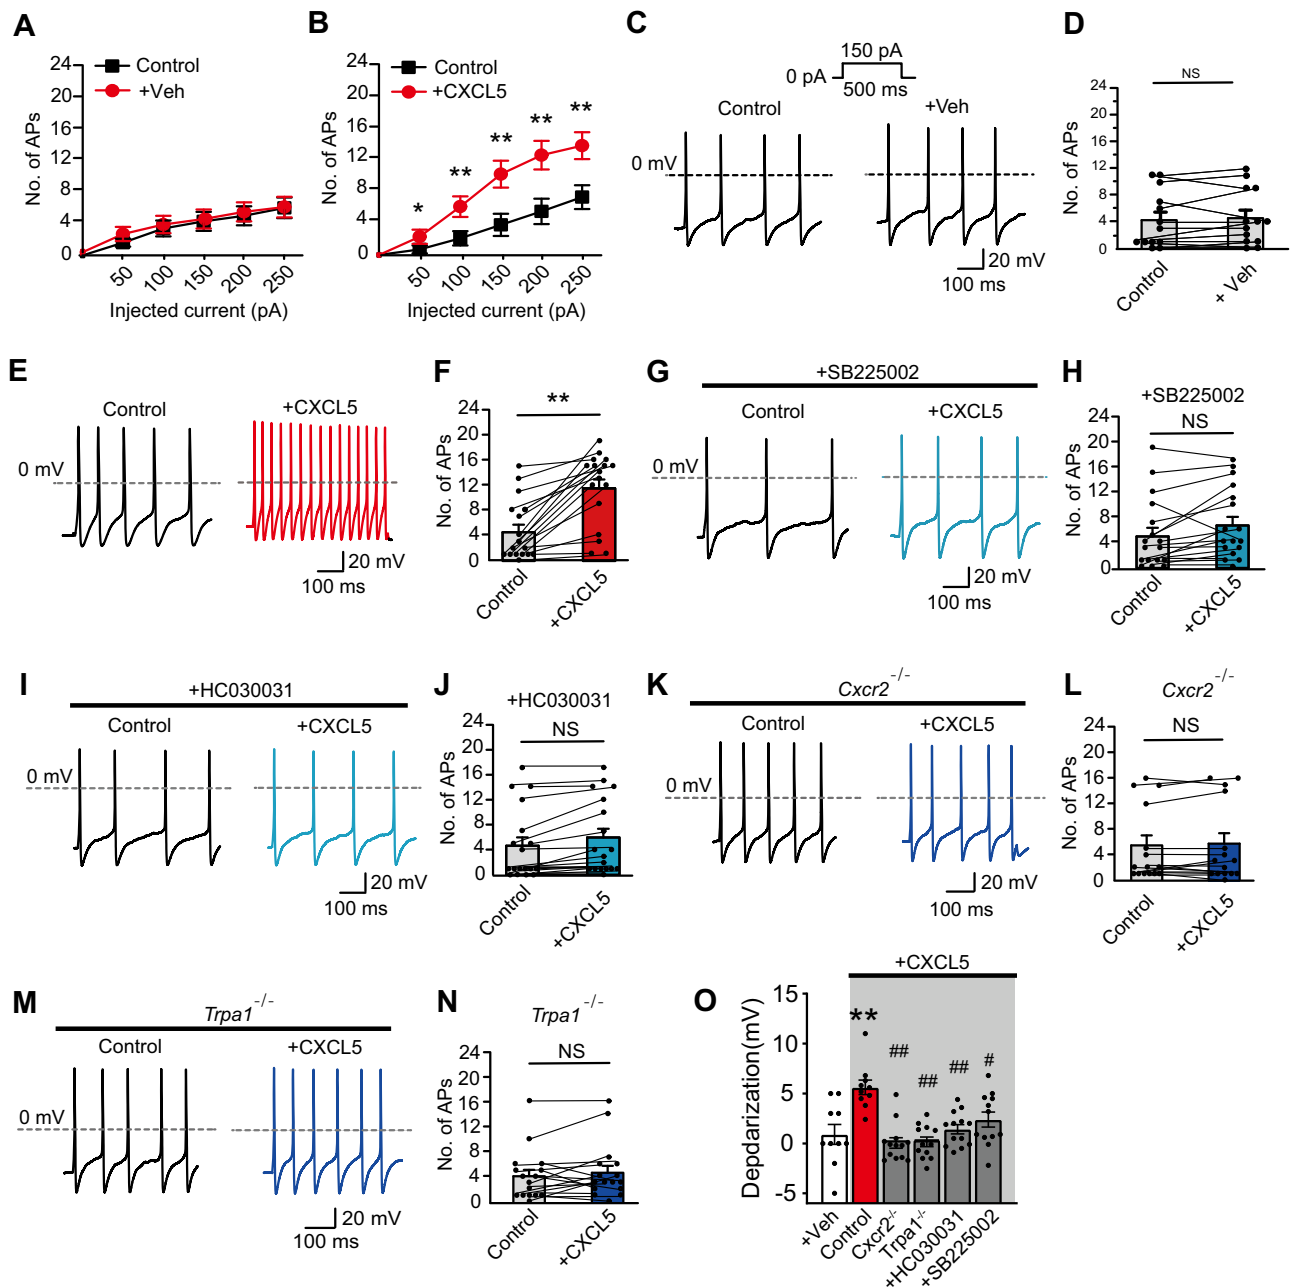 A
24
20
16
12
8
4
0
No. of APs
Control
+Veh
50
100
150
200
250
Injected current (pA)
B
24
20
16
12
8
4
0
No. of APs
Control
+CXCL5
*
**
**
**
**
50
100
150
200
250
Injected current (pA)
C
150 pA
0 pA
500 ms
Control
+Veh
0 mV
20 mV
100 ms
D
NS
24
20
16
12
8
4
0
No. of APs
Control
+ Veh
E
Control
+CXCL5
0 mV
20 mV
100 ms
F
**
24
20
16
12
8
4
0
No. of APs
Control
+CXCL5
G
+SB225002
Control
+CXCL5
0 mV
20 mV
100 ms
H
+SB225002
NS
24
20
16
12
8
4
0
No. of APs
Control
+CXCL5
I
+HC030031
Control
+CXCL5
0 mV
20 mV
100 ms
J
+HC030031
NS
24
20
16
12
8
4
0
No. of APs
Control
+CXCL5
K
Cxcr2-/-
Control
+CXCL5
0 mV
20 mV
100 ms
L
Cxcr2-/-
NS
24
20
16
12
8
4
0
No. of APs
Control
+CXCL5
M
Trpa1-/-
Control
+CXCL5
0 mV
20 mV
100 ms
N
Trpa1-/-
NS
24
20
16
12
8
4
0
No. of APs
Control
+CXCL5
O
+CXCL5
15
10
5
0
-5
Depdarization(mV)
**
##
##
##
#
+Veh
Control
Cxcr2-/-
Trpa1-/-
+HC030031
+SB225002